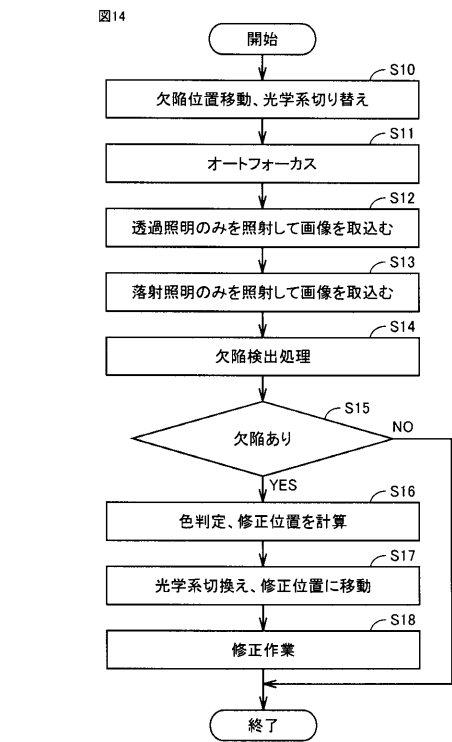 図14
開始
S10
欠陥位置移動、光学系切り替え
S11
オートフォーカス
S12
透過照明のみを照射して画像を取込む
S13
落射照明のみを照射して画像を取込む
S14
欠陥検出処理
S15
欠陥あり
NO
YES
S16
色判定、修正位置を計算
S17
光学系切換え、修正位置に移動
S18
修正作業
終了